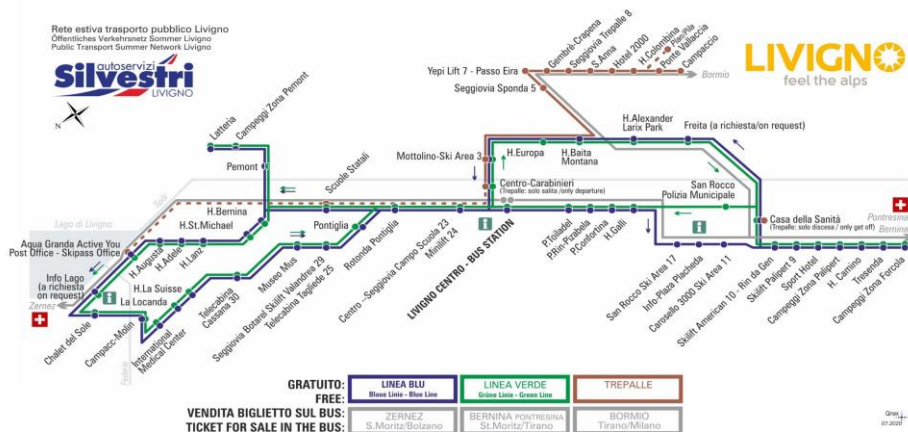 Rete estiva trasporto pubblico Livigno
Öffentliches Verkehrsnetz Sommer Livigno
Public Transport Summer Network Livigno
autoservizi
Silvestri
LIVIGNO
LIVIGNO
feel the alps
Gembrè-Crapena
Seggiovia Trepalle 8
S.Anna
Hotel 2000
H.Colombina
Plan/Pila
Ponte Vallaccia
Campaccio
Bormio
Yepi Lift 7 - Passo Eira
Seggiovia Sponda 5
Latteria
Campeggi Zona Pemont
Pemont
Scuole Statali
Mottolino-Ski Area 3
H.Europa
H.Baita
Montana
H.Alexander
Larix Park
Freita (a richiesta/on request)
Centro-Carabinieri
(Trepalle: solo salita /only departure)
San Rocco
Polizia Municipale
Casa della Sanità
(Trepalle: solo discesa / only get off)
Pontresina
Bernina
Lago di Livigno
H.Bernina
H.St.Michael
H.Lanz
H.Adele
H.Augusta
Aqua Granda Active You
Post Office - Skipass Office
Info Lago
(a richiesta
on request)
Zernez
Chalet del Sole
Federia
Campacc-Molin
La Locanda
H.La Suisse
International
Medical Center
Telecabina
Cassana 30
Museo Mus
Pontiglia
Seggiovia Botarel Skilift Valandrea 29
Telecabina Tagliede 25
Rotonda Pontiglia
Centro -Seggiovia Campo Scuola 23
Minilift 24
LIVIGNO CENTRO - BUS STATION
P.Toiladel
P.Ris-Pizabela
P.Confortina
H.Galli
San Rocco Ski Area 17
Info-Plaza Placheda
Carosello 3000 Ski Area 11
Skilift American 10 - Rin da Gen
Skilift Palipert 9
Sport Hotel
Campeggi Zona Palipert
H. Camino
Tresenda
Campeggi Zona Forcola
GRATUITO:
FREE:
LINEA BLU
Blaue Linie - Blue Line
LINEA VERDE
Grüne Linie - Green Line
TREPALLE
VENDITA BIGLIETTO SUL BUS:
TICKET FOR SALE IN THE BUS:
ZERNEZ
S.Moritz/Bolzano
BERNINA PONTRESINA
St.Moritz/Tirano
BORMIO
Tirano/Milano
07.2020